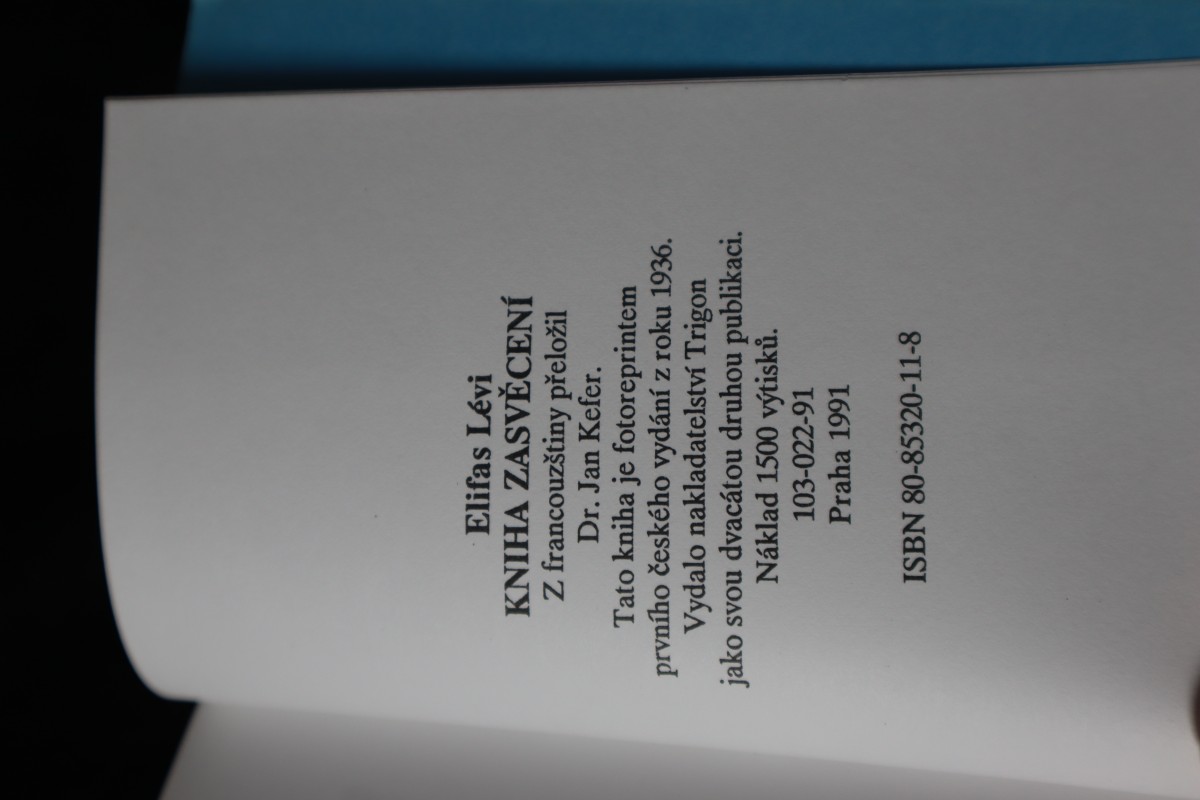 Elifas Lévi
KNIHA ZASVĚCENÍ
Z francouzštiny přeložil
Dr. Jan Kefer.
Tato kniha je fotoreprintem
prvního českého vydání z roku 1936.
Vydalo nakladatelství Trigon
jako svou dvacátou druhou publikaci.
Náklad 1500 výtisků.
103-022-91
Praha 1991
ISBN 80-85320-11-8